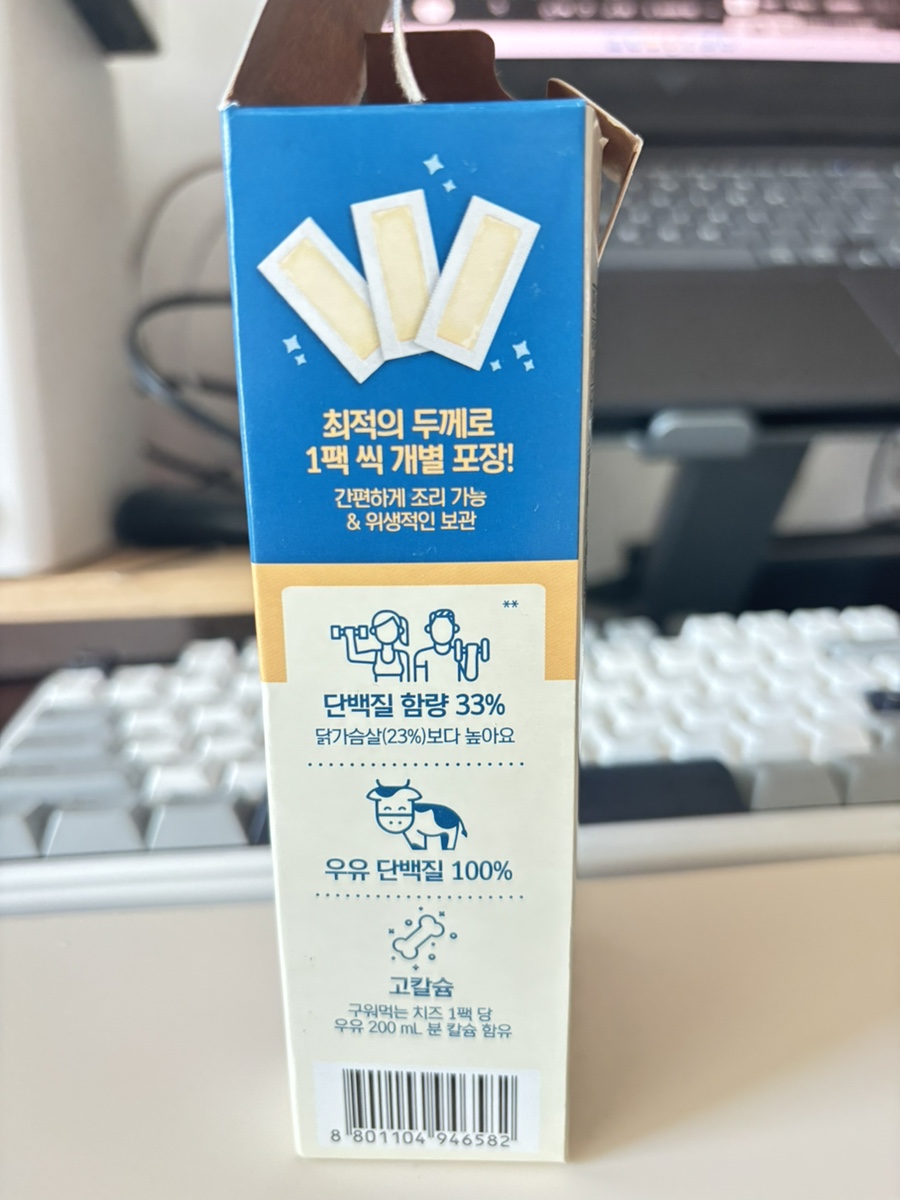 최적의 두께로
1팩 씩 개별 포장!
간편하게 조리 가능
& 위생적인 보관
**
단백질 함량 33%
닭가슴살(23%)보다 높아요
우유 단백질 100%
고칼슘
구워먹는 치즈 1팩 당
우유 200 mL 분 칼슘 함유
8 801104 946582